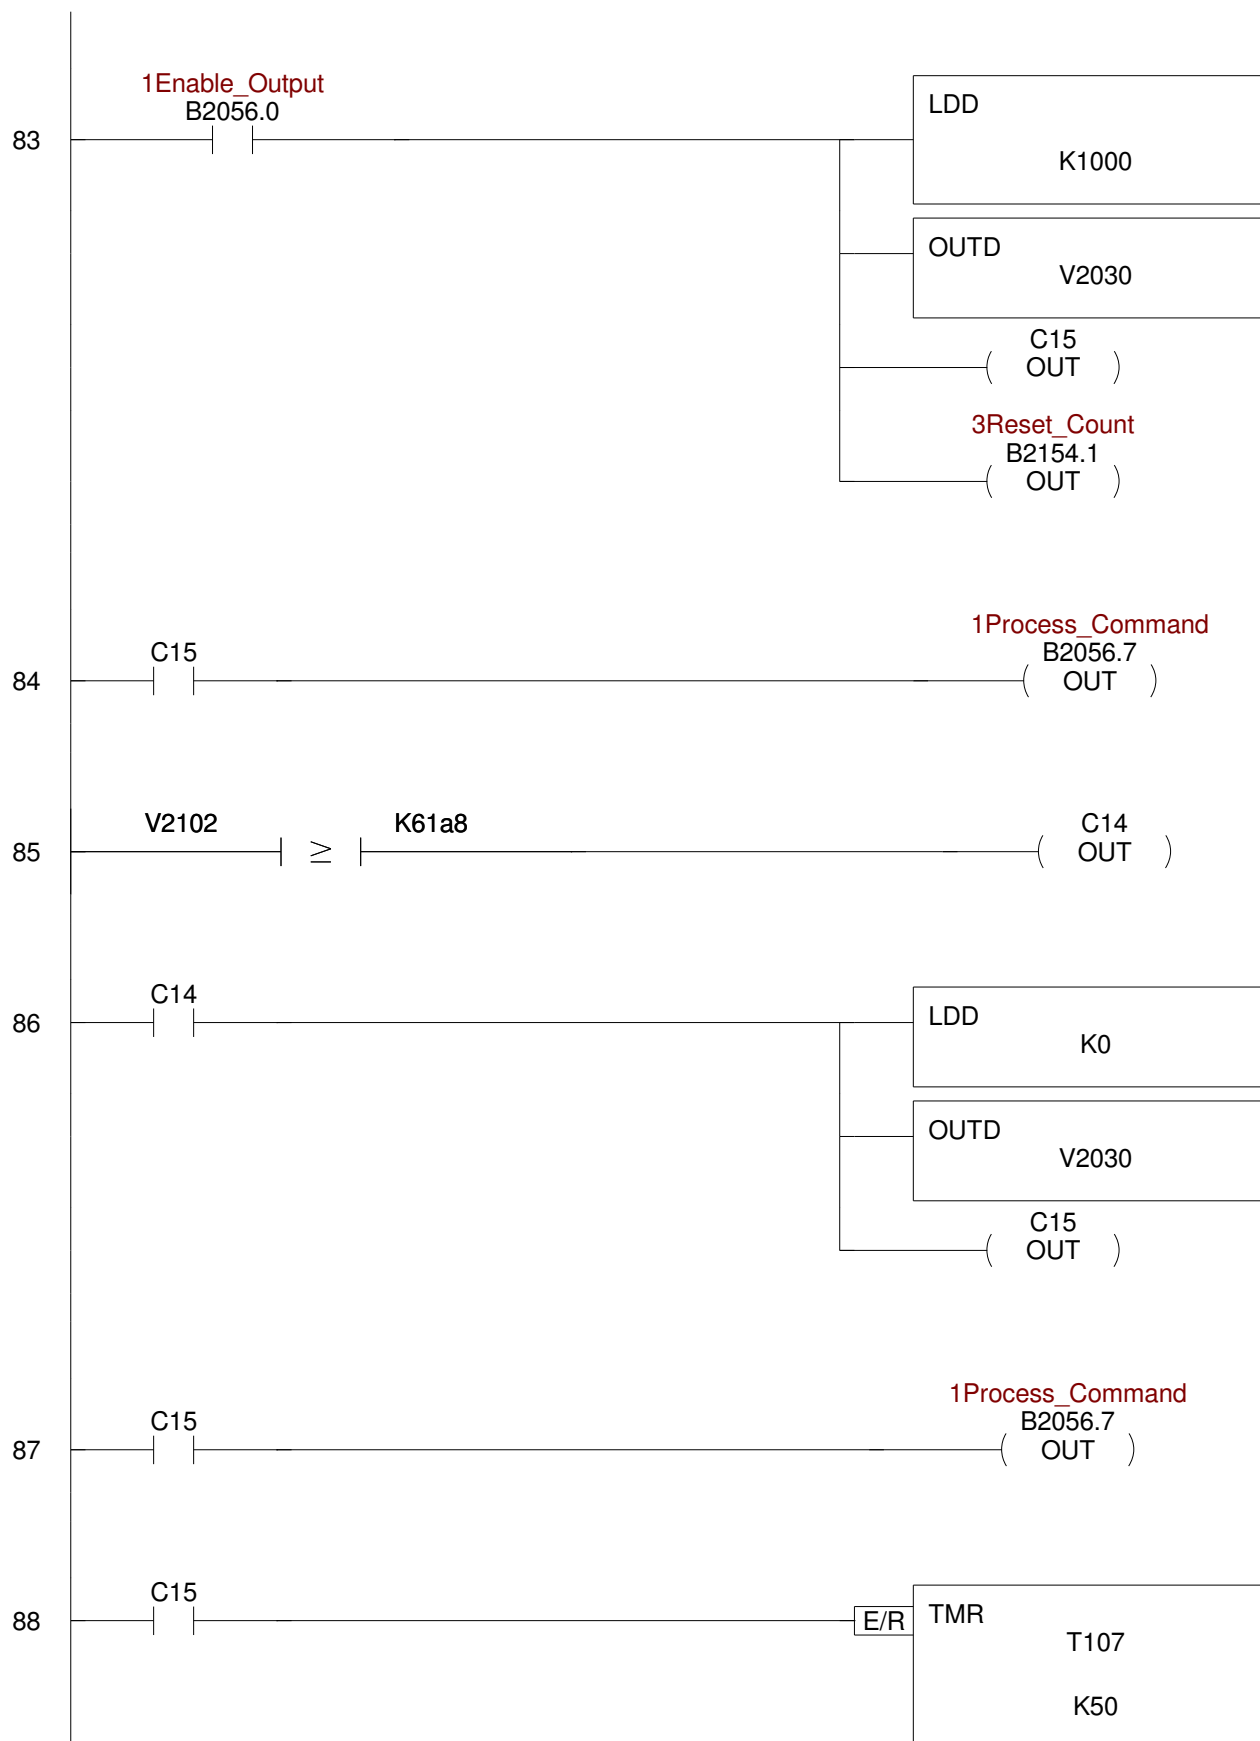 1Enable_Output
B2056.0
83
LDD
K1000
OUTD
V2030
C15
( OUT )
3Reset_Count
B2154.1
( OUT )
1Process_Command
C15
B2056.7
84
( OUT )
V2102 ≥ K61a8
C14
85
( OUT )
C14
86
LDD
K0
OUTD
V2030
C15
( OUT )
1Process_Command
C15
B2056.7
87
( OUT )
C15
88
E/R
TMR
T107
K50